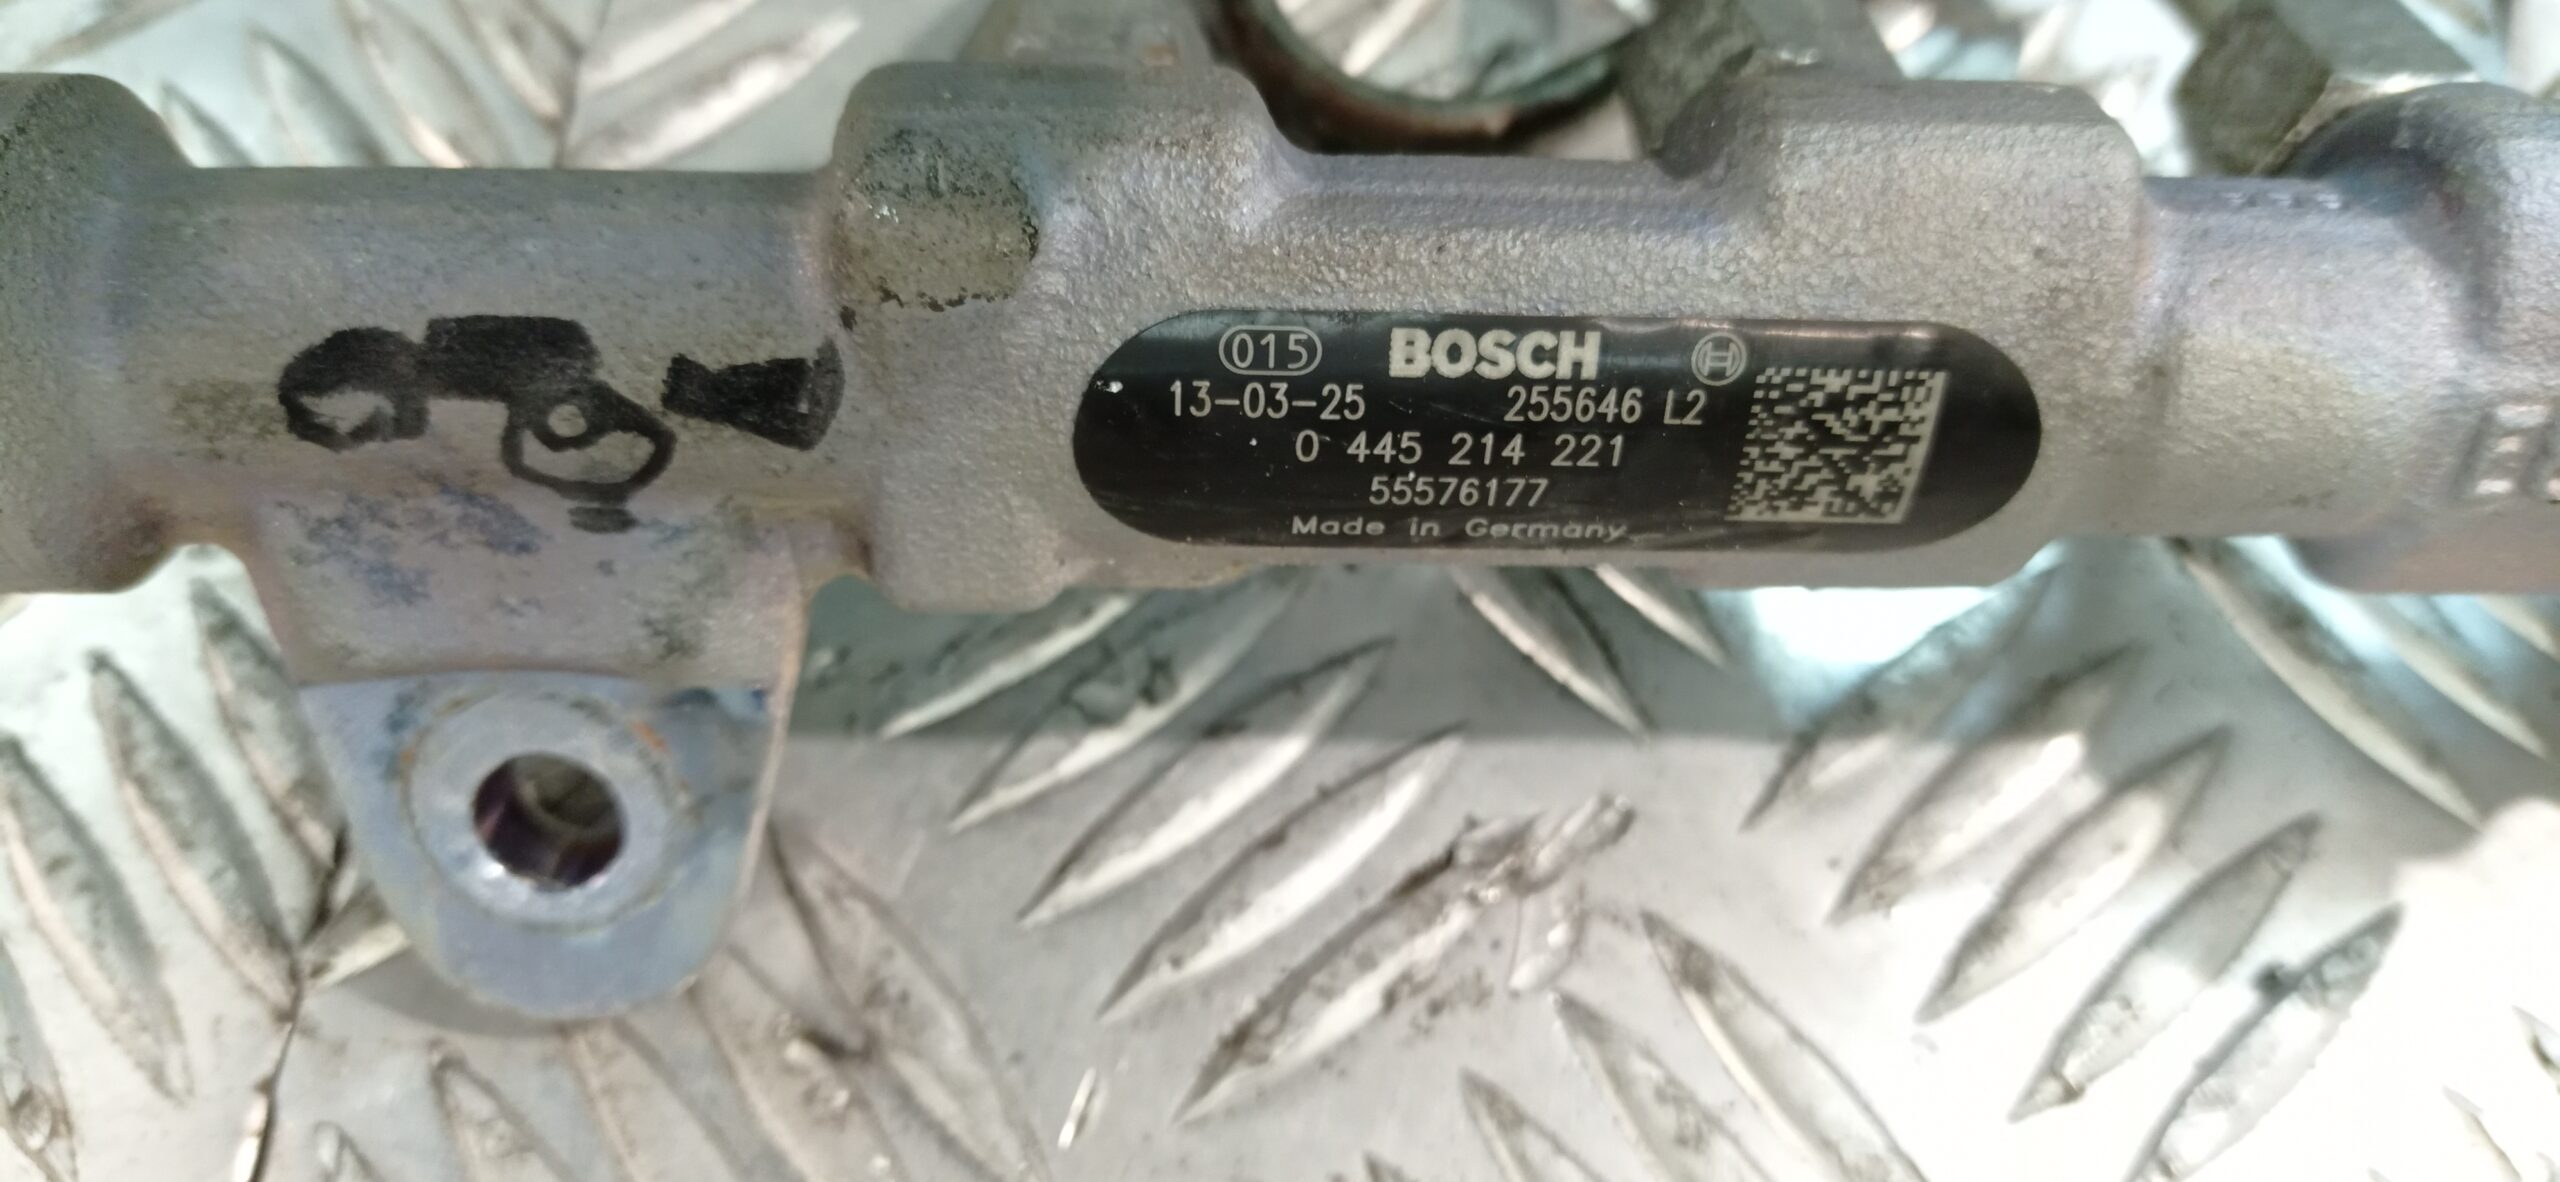 015 BOSCH
13-03-25 255646 L2
0 445 214 221
55576177
Made in Germany